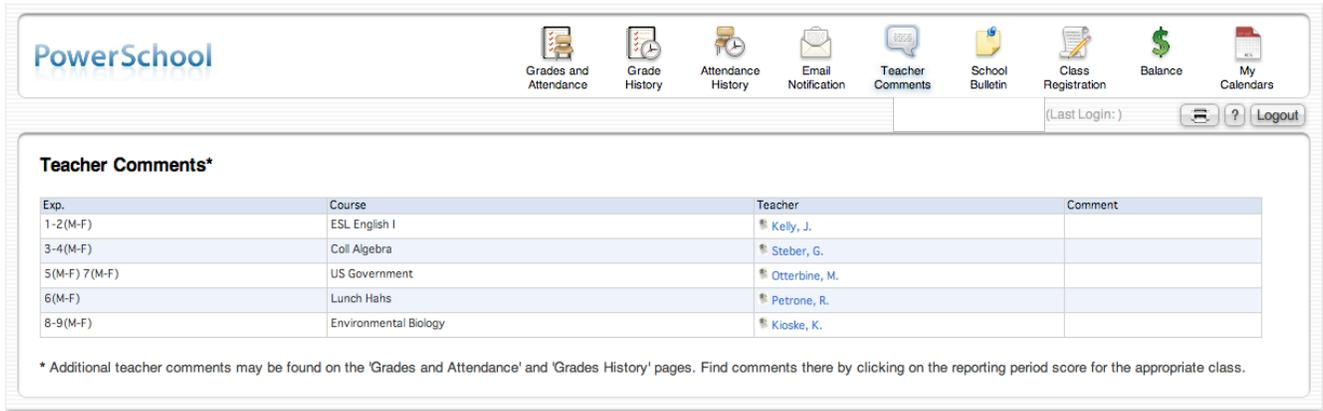 PowerSchool
Grades and Attendance
Grade History
Attendance History
Email Notification
Teacher Comments
School Bulletin
Class Registration
Balance
My Calendars
(Last Login: )
?
Logout
Teacher Comments*
Exp. Course Teacher Comment
1-2(M-F) ESL English I Kelly, J.
3-4(M-F) Coll Algebra Steber, G.
5(M-F) 7(M-F) US Government Otterbine, M.
6(M-F) Lunch Hahs Petrone, R.
8-9(M-F) Environmental Biology Kioske, K.
* Additional teacher comments may be found on the 'Grades and Attendance' and 'Grades History' pages. Find comments there by clicking on the reporting period score for the appropriate class.